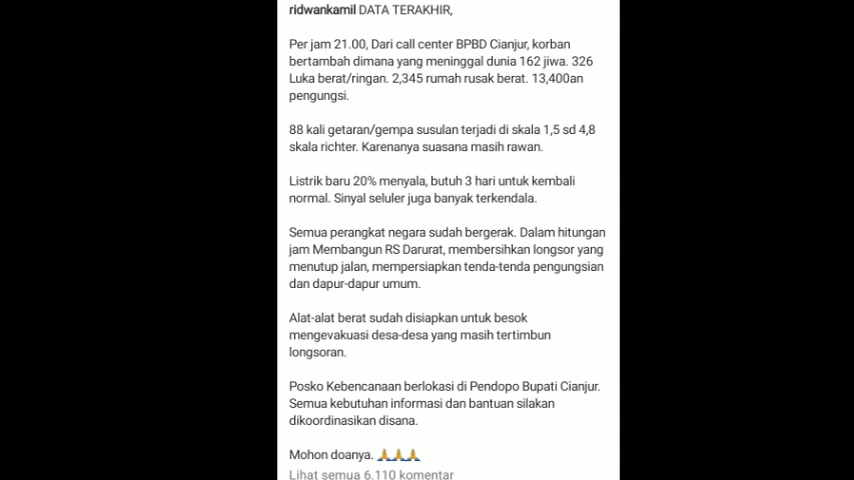 ridwankamil DATA TERAKHIR,
Per jam 21.00, Dari call center BPBD Cianjur, korban
bertambah dimana yang meninggal dunia 162 jiwa. 326
Luka berat/ringan. 2,345 rumah rusak berat. 13,400an
pengungsi.
88 kali getaran/gempa susulan terjadi di skala 1,5 sd 4,8
skala richter. Karenanya suasana masih rawan.
Listrik baru 20% menyala, butuh 3 hari untuk kembali
normal. Sinyal seluler juga banyak terkendala.
Semua perangkat negara sudah bergerak. Dalam hitungan
jam Membangun RS Darurat, membersihkan longsor yang
menutup jalan, mempersiapkan tenda-tenda pengungsian
dan dapur-dapur umum.
Alat-alat berat sudah disiapkan untuk besok
mengevakuasi desa-desa yang masih tertimbun
longsoran.
Posko Kebencanaan berlokasi di Pendopo Bupati Cianjur.
Semua kebutuhan informasi dan bantuan silakan
dikoordinasikan disana.
Mohon doanya. 🙏🙏🙏
Lihat semua 6.110 komentar